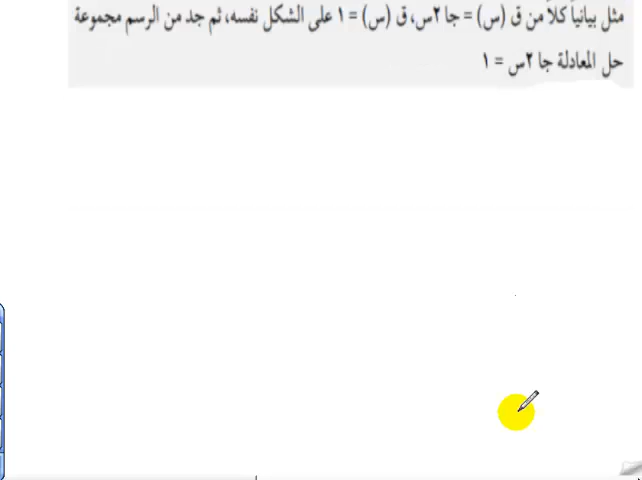 مثل بيانياً كلاً من ق (س) = جا ٢س، ق (س) = ١ على الشكل نفسه، ثم جد من الرسم مجموعة
حل المعادلة جا ٢س = ١